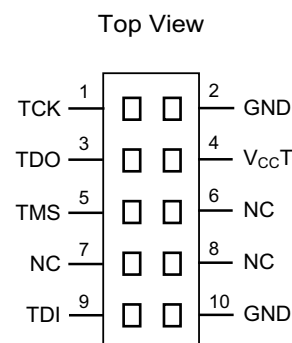 Top View
TCK 1 2 GND
TDO 3 4 VCCT
TMS 5 6 NC
NC 7 8 NC
TDI 9 10 GND